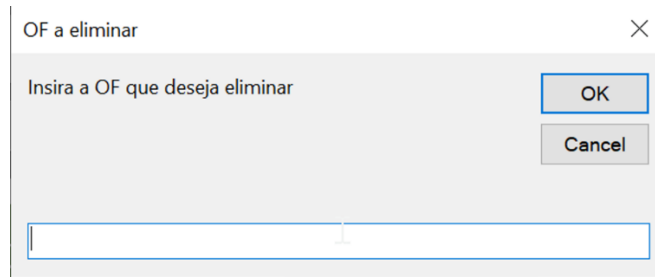 OF a eliminar
Insira a OF que deseja eliminar
OK
Cancel